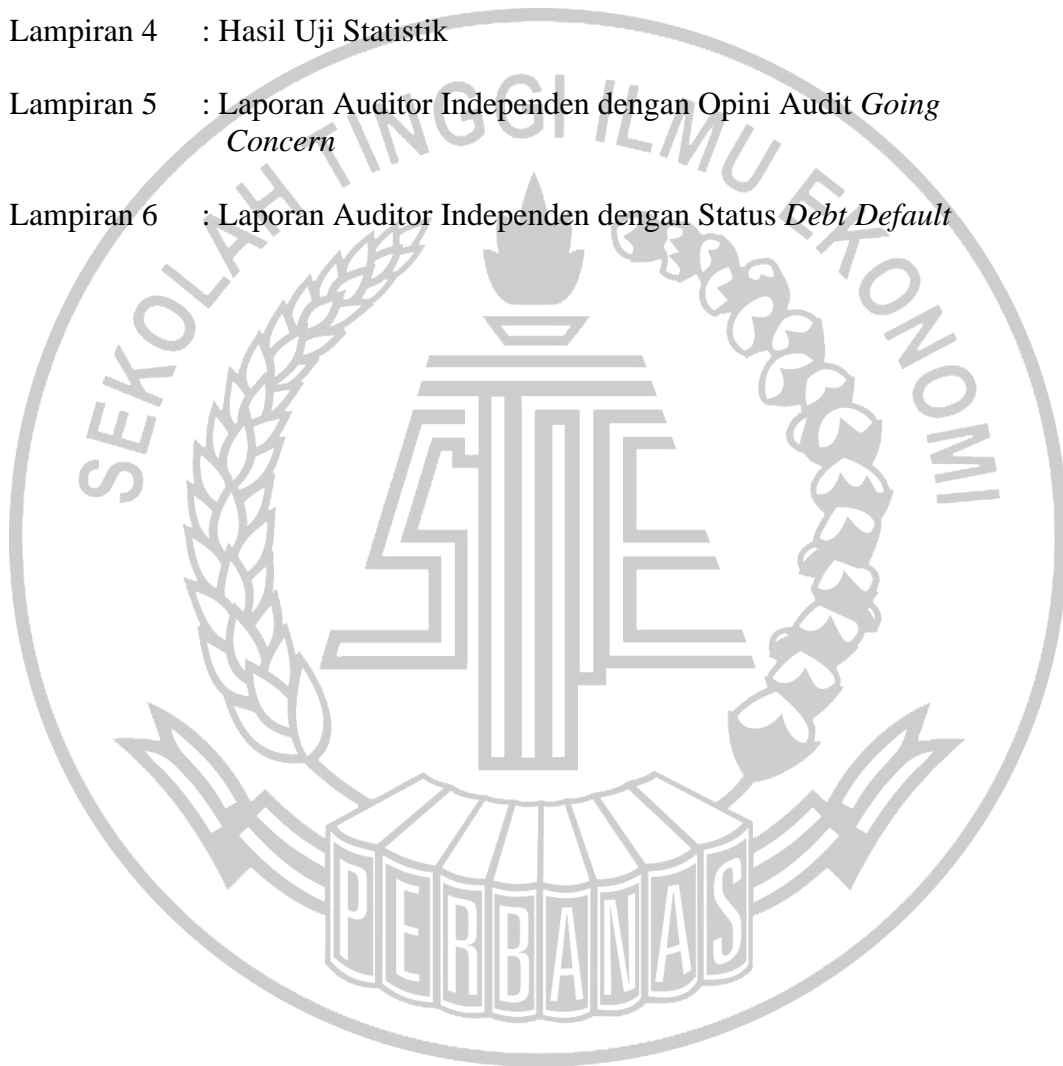 Lampiran 4 : Hasil Uji Statistik
Lampiran 5 : Laporan Auditor Independen dengan Opini Audit Going
Concern
Lampiran 6 : Laporan Auditor Independen dengan Status Debt Default
SEKOLAH TINGGI ILMU EKONOMI
STIE
PERBANAS